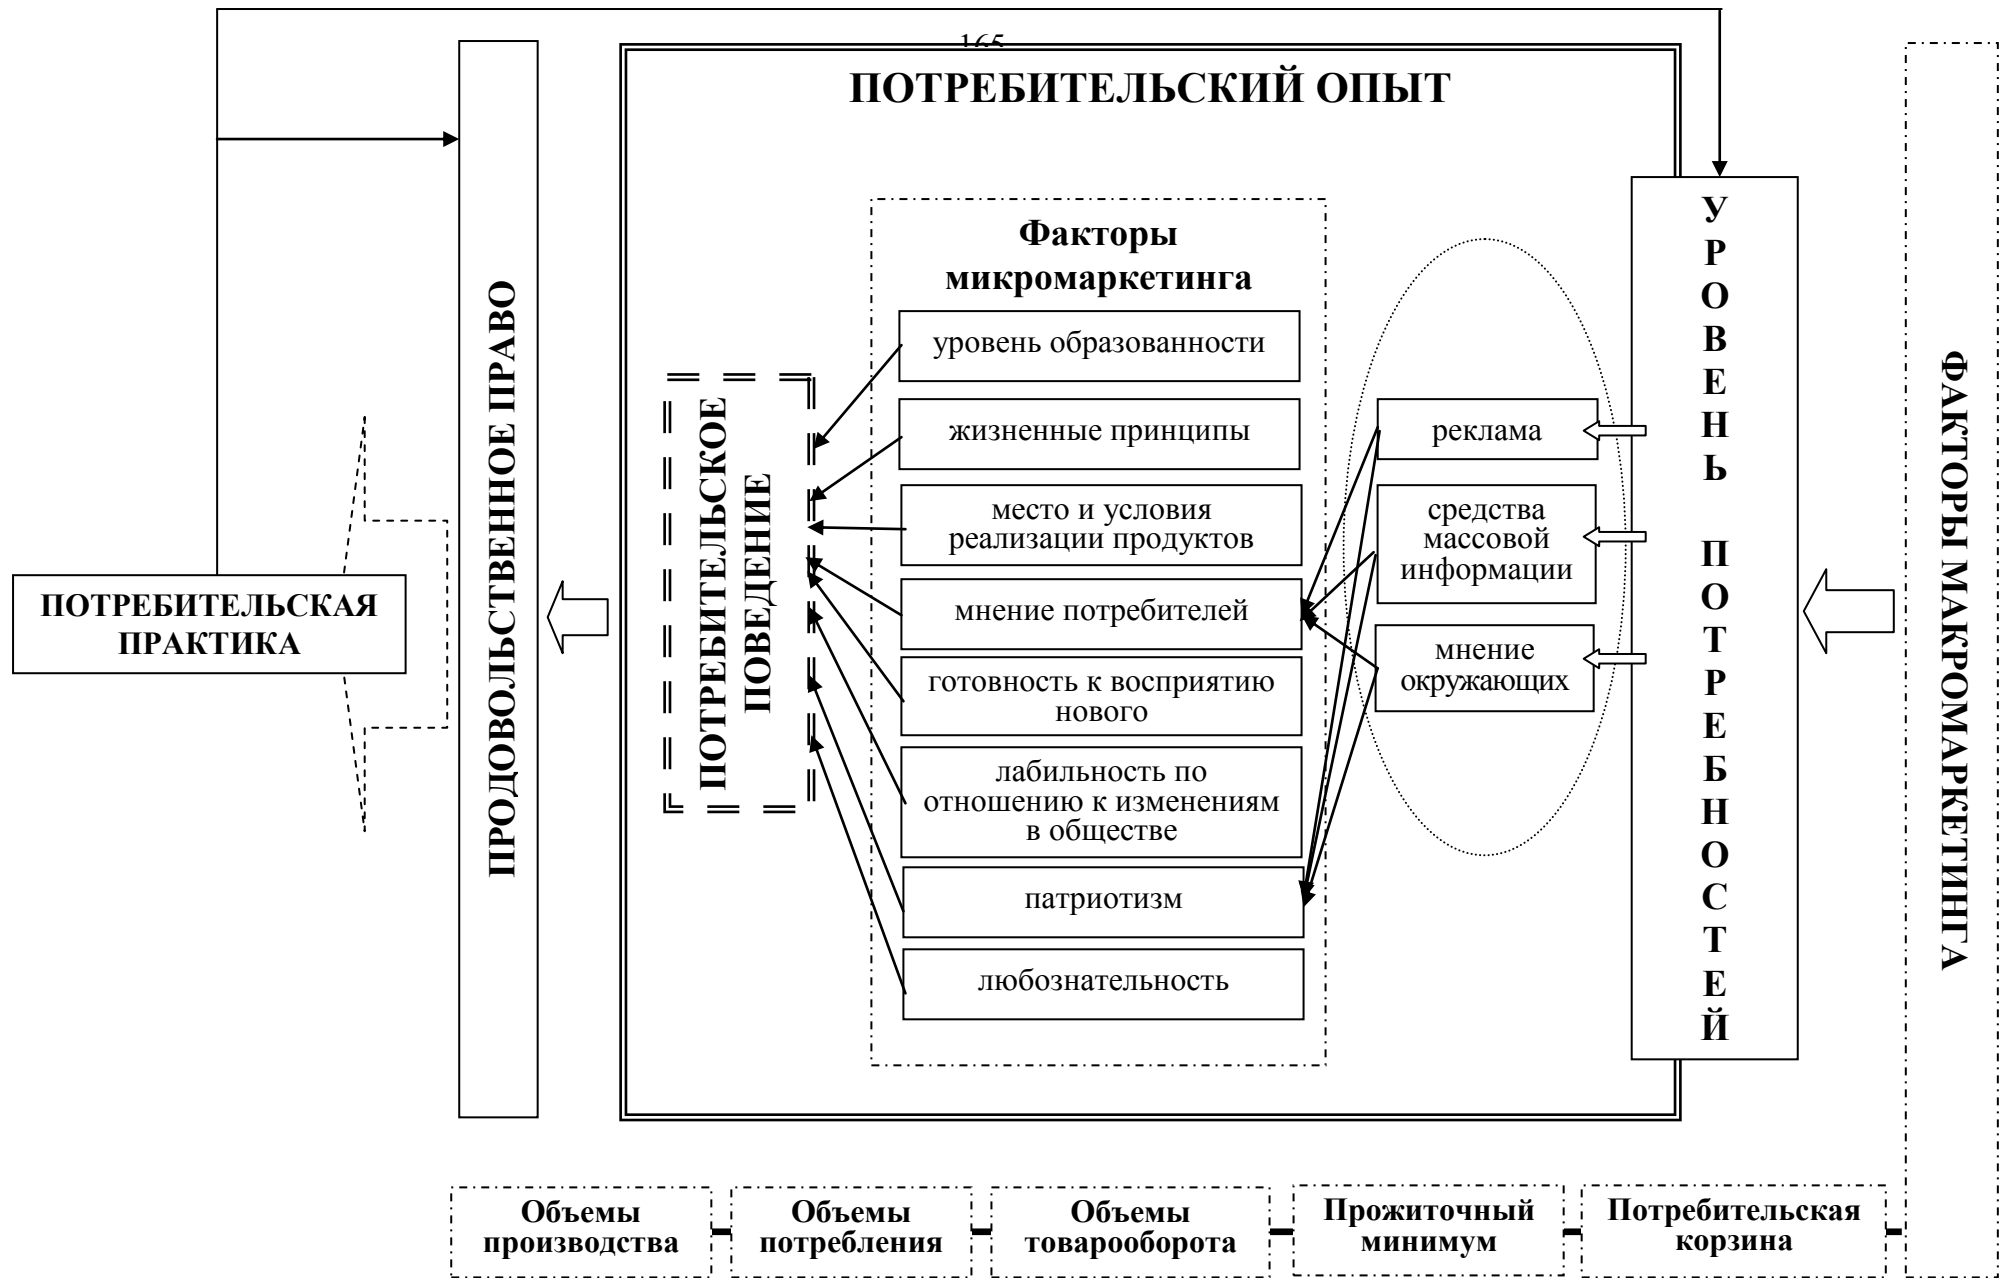 165
ПОТРЕБИТЕЛЬСКИЙ ОПЫТ
ПОТРЕБИТЕЛЬСКАЯ
ПРАКТИКА
ПРОДОВОЛЬСТВЕННОЕ ПРАВО
ПОТРЕБИТЕЛЬСКОЕ
ПОВЕДЕНИЕ
Факторы
микромаркетинга
уровень образованности
жизненные принципы
место и условия
реализации продуктов
мнение потребителей
готовность к восприятию
нового
лабильность по
отношению к изменениям
в обществе
патриотизм
любознательность
реклама
средства
массовой
информации
мнение
окружающих
УРОВЕНЬ ПОТРЕБНОСТЕЙ
ФАКТОРЫ МАКРОМАРКЕТИНГА
Объемы
производства
Объемы
потребления
Объемы
товарооборота
Прожиточный
минимум
Потребительская
корзина